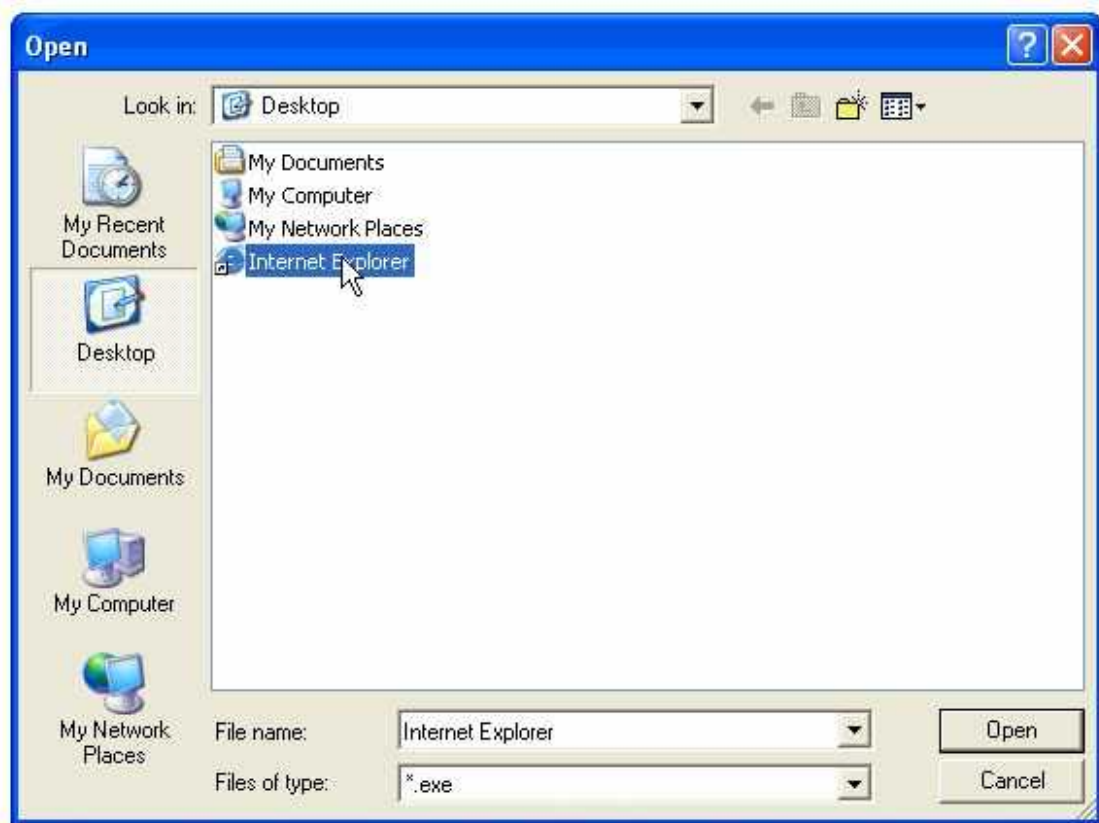 Open
Look in:
Desktop
My Documents
My Computer
My Network Places
Internet Explorer
My Recent
Documents
Desktop
My Documents
My Computer
My Network
Places
File name:
Internet Explorer
Open
Files of type:
*.exe
Cancel